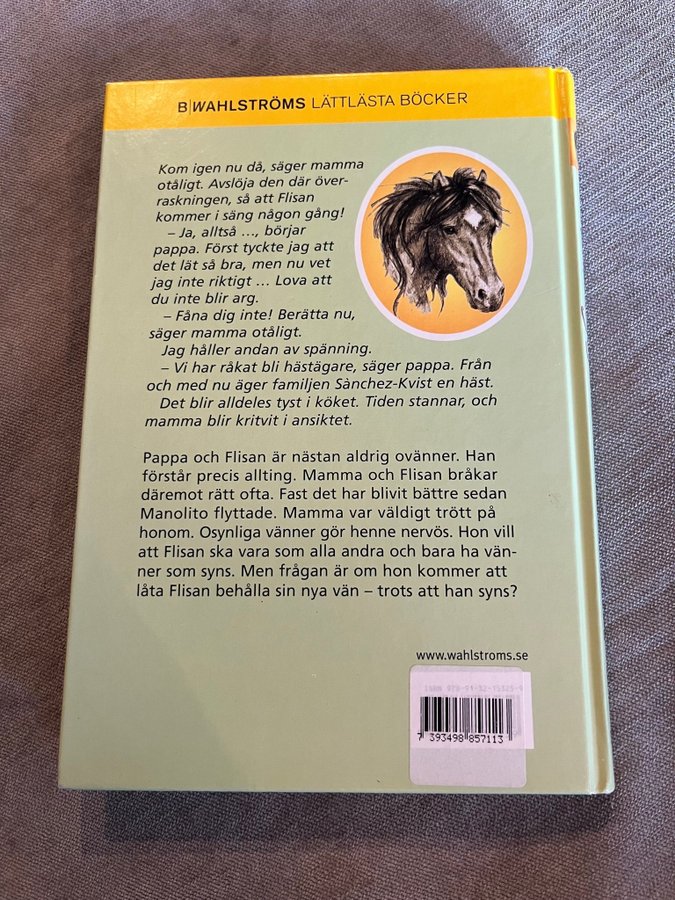 B WAHLSTRÖMS LÄTTLÄSTA BÖCKER
Kom igen nu då, säger mamma
otåligt. Avslöja den där över-
raskningen, så att Flisan
kommer i säng någon gång!
– Ja, alltså …, börjar
pappa. Först tyckte jag att
det lät så bra, men nu vet
jag inte riktigt … Lova att
du inte blir arg.
– Fåna dig inte! Berätta nu,
säger mamma otåligt.
Jag håller andan av spänning.
– Vi har råkat bli hästägare, säger pappa. Från
och med nu äger familjen Sànchez-Kvist en häst.
Det blir alldeles tyst i köket. Tiden stannar, och
mamma blir kritvit i ansiktet.
Pappa och Flisan är nästan aldrig ovänner. Han
förstår precis allting. Mamma och Flisan bråkar
däremot rätt ofta. Fast det har blivit bättre sedan
Manolito flyttade. Mamma var väldigt trött på
honom. Osynliga vänner gör henne nervös. Hon vill
att Flisan ska vara som alla andra och bara ha vän-
ner som syns. Men frågan är om hon kommer att
låta Flisan behålla sin nya vän – trots att han syns?
www.wahlstroms.se
ISBN 978-91-32-15323-9
7 393498 857113